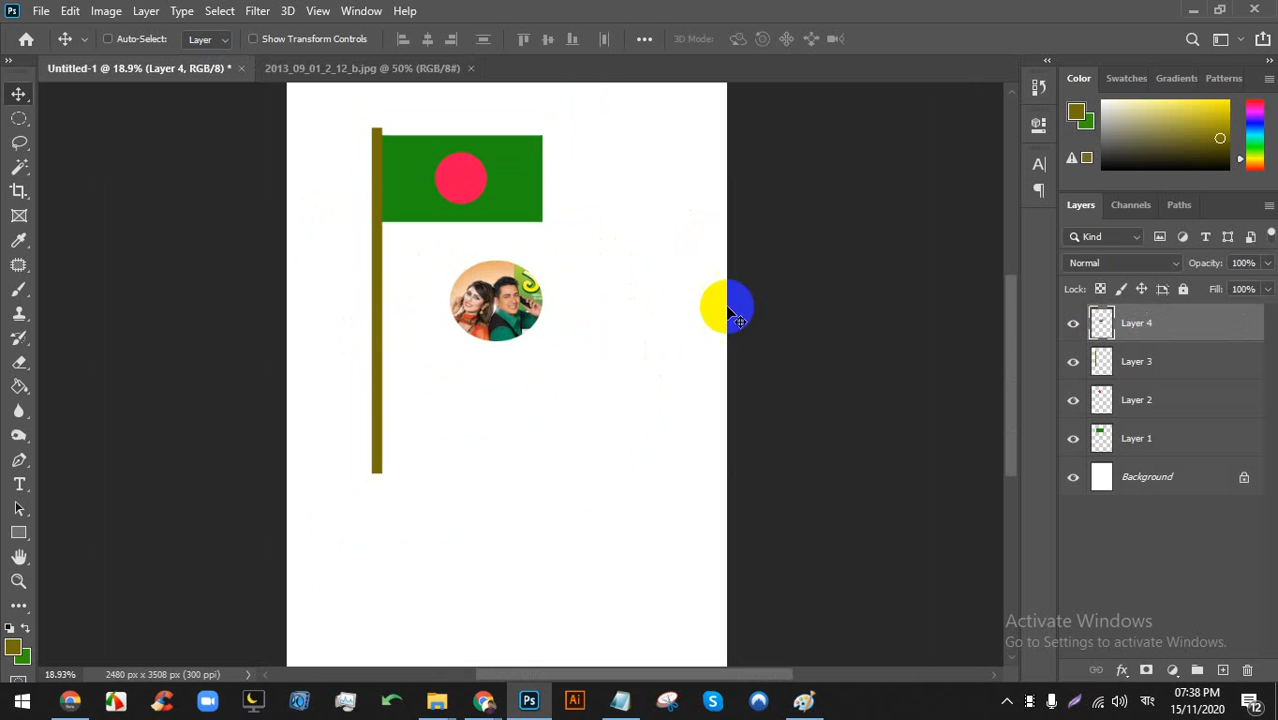 Ps File Edit Image Layer Type Select Filter 3D View Window Help
Auto-Select: Layer Show Transform Controls 3D Mode:
Untitled-1 @ 18.9% (Layer 4, RGB/8) * × 2013_09_01_2_12_b.jpg @ 50% (RGB/8#) ×
Color Swatches Gradients Patterns
Layers Channels Paths
Kind
Normal Opacity: 100%
Lock: Fill: 100%
Layer 4
Layer 3
Layer 2
Layer 1
Background
Activate Windows
Go to Settings to activate Windows.
18.93% 2480 px x 3508 px (300 ppi)
Ps Ai
বাং
07:38 PM
15/11/2020
12